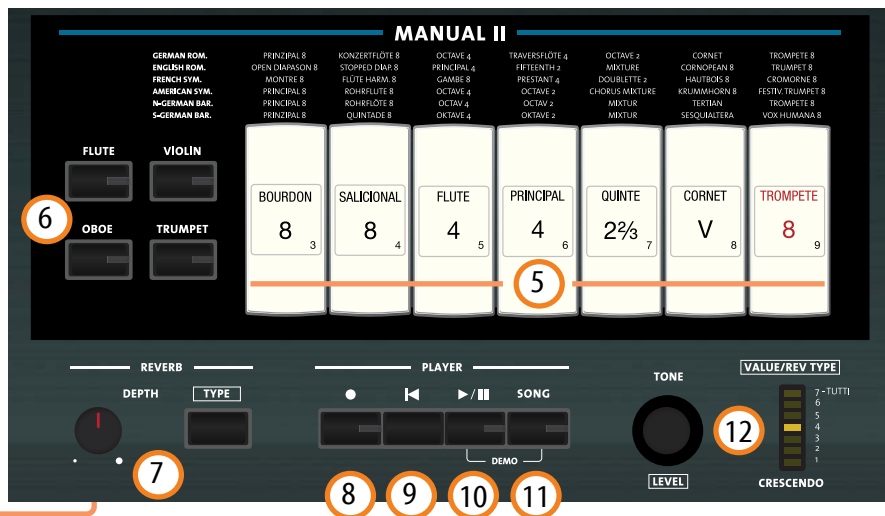 MANUAL II
GERMAN ROM. PRINZIPAL 8 KONZERTFLÖTE 8 OCTAVE 4 TRAVERSFLÖTE 4 OCTAVE 2 CORNET TROMPETE 8
ENGLISH ROM. OPEN DIAPASON 8 STOPPED DIAP. 8 PRINCIPAL 4 FIFTEENTH 2 MIXTURE CORNOPEAN 8 TRUMPET 8
FRENCH SYM. MONTRE 8 FLÛTE HARM. 8 GAMBE 8 PRESTANT 4 DOUBLETTE 2 HAUTBOIS 8 CROMORNE 8
AMERICAN SYM. PRINCIPAL 8 ROHRFLUTE 8 OCTAVE 4 OCTAVE 2 CHORUS MIXTURE KRUMMHORN 8 FESTIV. TRUMPET 8
N-GERMAN BAR. PRINCIPAL 8 ROHRFLÖTE 8 OCTAV 4 OCTAV 2 MIXTUR TERTIAN TROMPETE 8
S-GERMAN BAR. PRINZIPAL 8 QUINTADE 8 OKTAVE 4 OKTAVE 2 MIXTUR SESQUIALTERA VOX HUMANA 8
FLUTE VIOLIN
BOURDON SALICIONAL FLUTE PRINCIPAL QUINTE CORNET TROMPETE
6
OBOE TRUMPET
8 8 4 4 2⅔ V 8
3 4 5 6 7 8 9
5
REVERB PLAYER
VALUE/REV TYPE
TONE
DEPTH TYPE ● |◀ ▶/❚❚ SONG
7-TUTTI
6
5
4
3
2
1
12
7
DEMO
8 9 10 11
LEVEL CRESCENDO